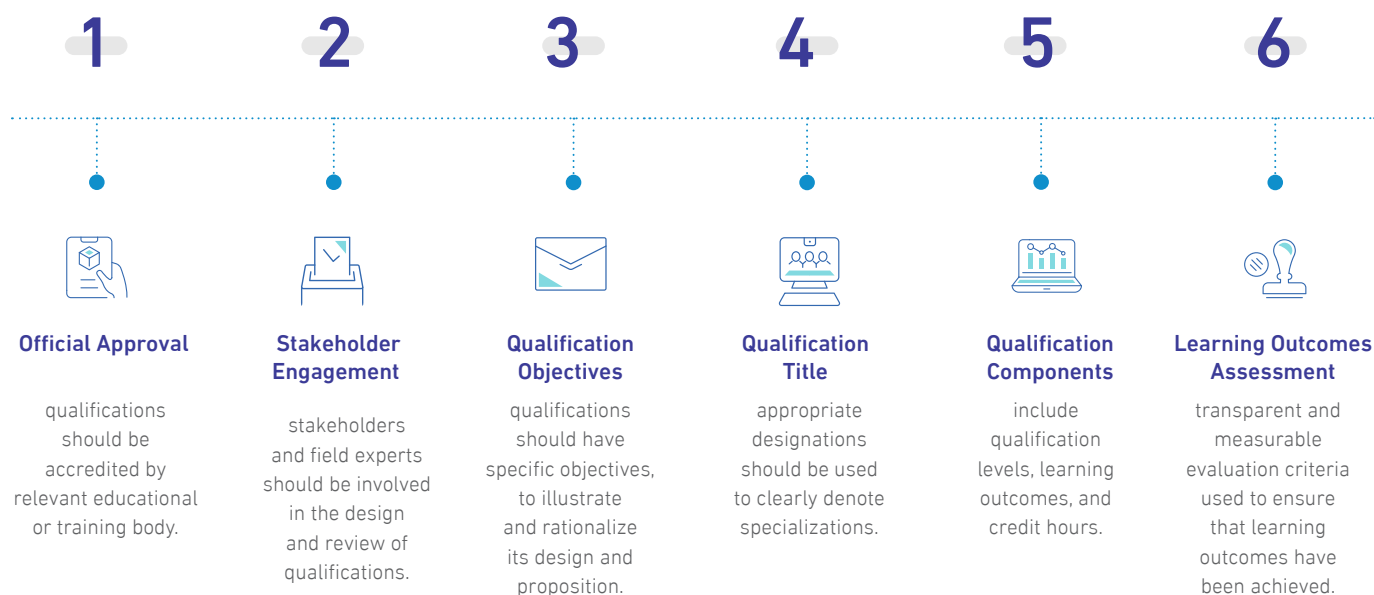 1
2
3
4
5
6
Official Approval
qualifications
should be
accredited by
relevant educational
or training body.
Stakeholder
Engagement
stakeholders
and field experts
should be involved
in the design
and review of
qualifications.
Qualification
Objectives
qualifications
should have
specific objectives,
to illustrate
and rationalize
its design and
proposition.
Qualification
Title
appropriate
designations
should be used
to clearly denote
specializations.
Qualification
Components
include
qualification
levels, learning
outcomes, and
credit hours.
Learning Outcomes
Assessment
transparent and
measurable
evaluation criteria
used to ensure
that learning
outcomes have
been achieved.